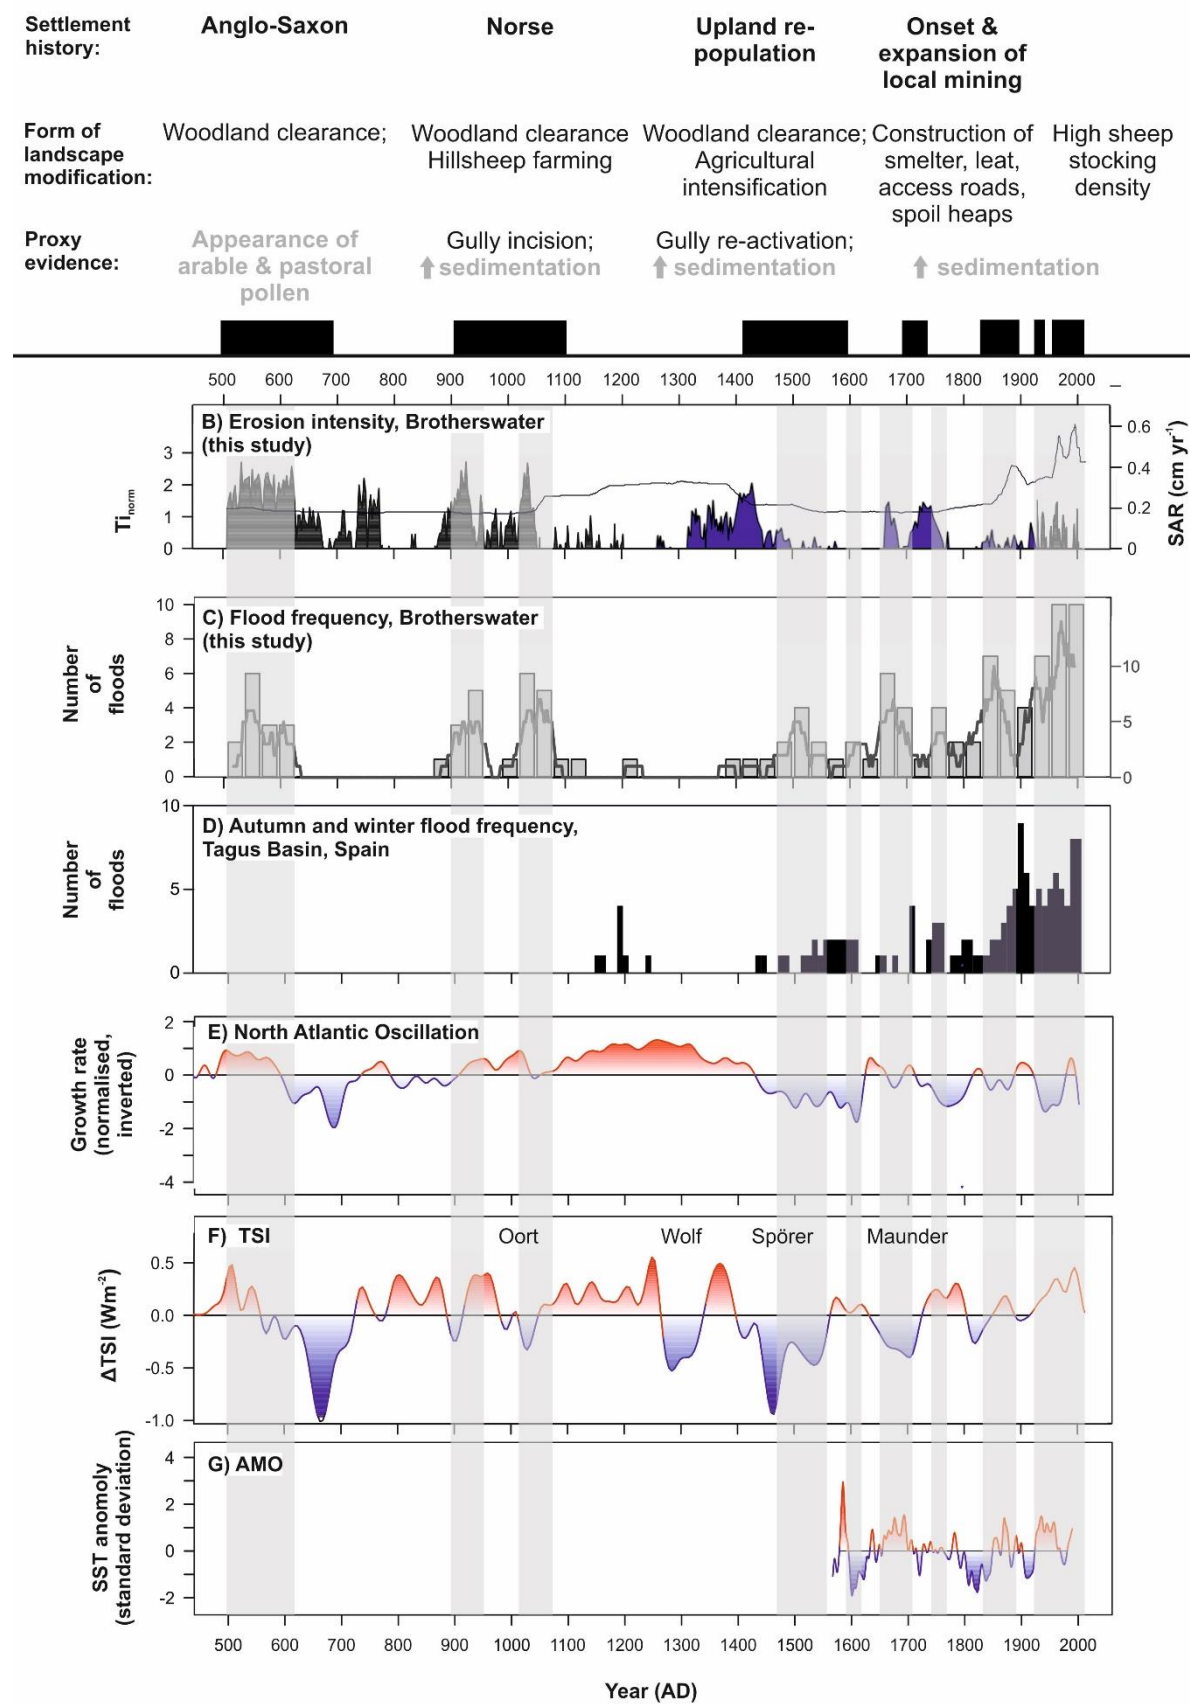 Settlement history:
Anglo-Saxon
Norse
Upland re-
population
Onset &
expansion of
local mining
Form of
landscape
modification:
Woodland clearance;
Woodland clearance
Hillsheep farming
Woodland clearance;
Agricultural
intensification
Construction of
smelter, leat,
access roads,
spoil heaps
High sheep
stocking
density
Proxy
evidence:
Appearance of
arable & pastoral
pollen
Gully incision;
sedimentation
Gully re-activation;
sedimentation
sedimentation
500 600 700 800 900 1000 1100 1200 1300 1400 1500 1600 1700 1800 1900 2000
B) Erosion intensity, Brotherswater
(this study)
Ti norm
3
2
1
0
0.6
0.4
0.2
0
SAR (cm yr⁻¹)
C) Flood frequency, Brotherswater
(this study)
Number
of
floods
10
8
6
4
2
0
10
5
0
D) Autumn and winter flood frequency,
Tagus Basin, Spain
Number
of
floods
10
5
0
E) North Atlantic Oscillation
Growth rate
(normalised,
inverted)
2
0
-2
-4
F) TSI
Oort
Wolf
Spörer
Maunder
ΔTSI (Wm⁻²)
0.5
0.0
-0.5
-1.0
G) AMO
SST anomoly
(standard deviation)
4
2
0
-2
500 600 700 800 900 1000 1100 1200 1300 1400 1500 1600 1700 1800 1900 2000
Year (AD)